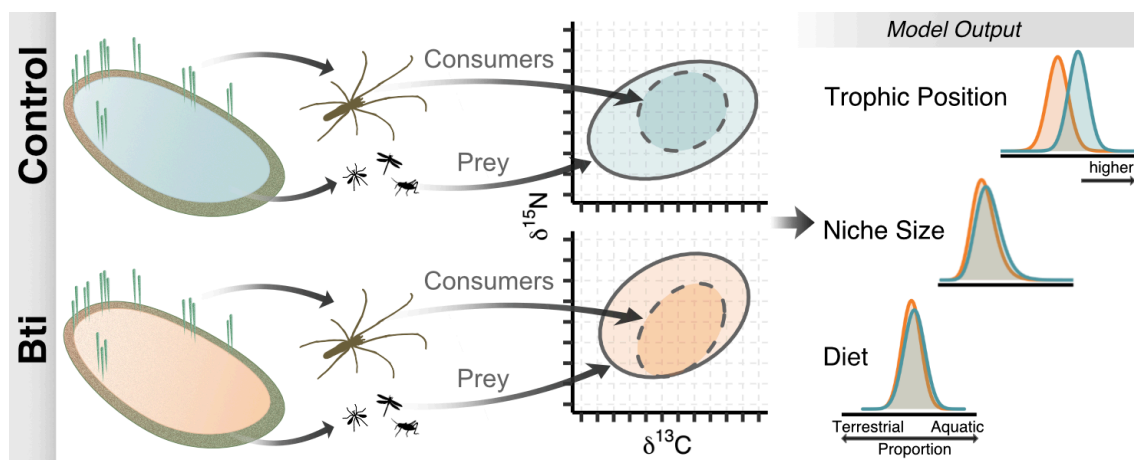 Control
Consumers
Prey
Bti
Consumers
Prey
δ15N
δ13C
Model Output
Trophic Position
higher
Niche Size
Diet
Terrestrial Aquatic
Proportion